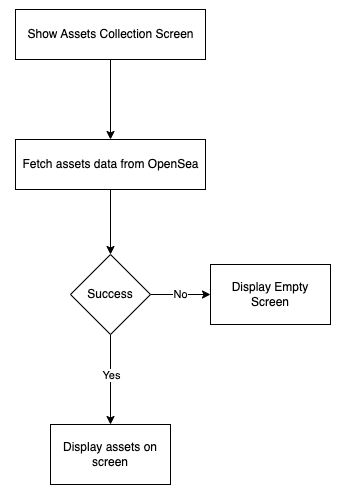 Show Assets Collection Screen
Fetch assets data from OpenSea
Success
No
Display Empty
Screen
Yes
Display assets on
screen